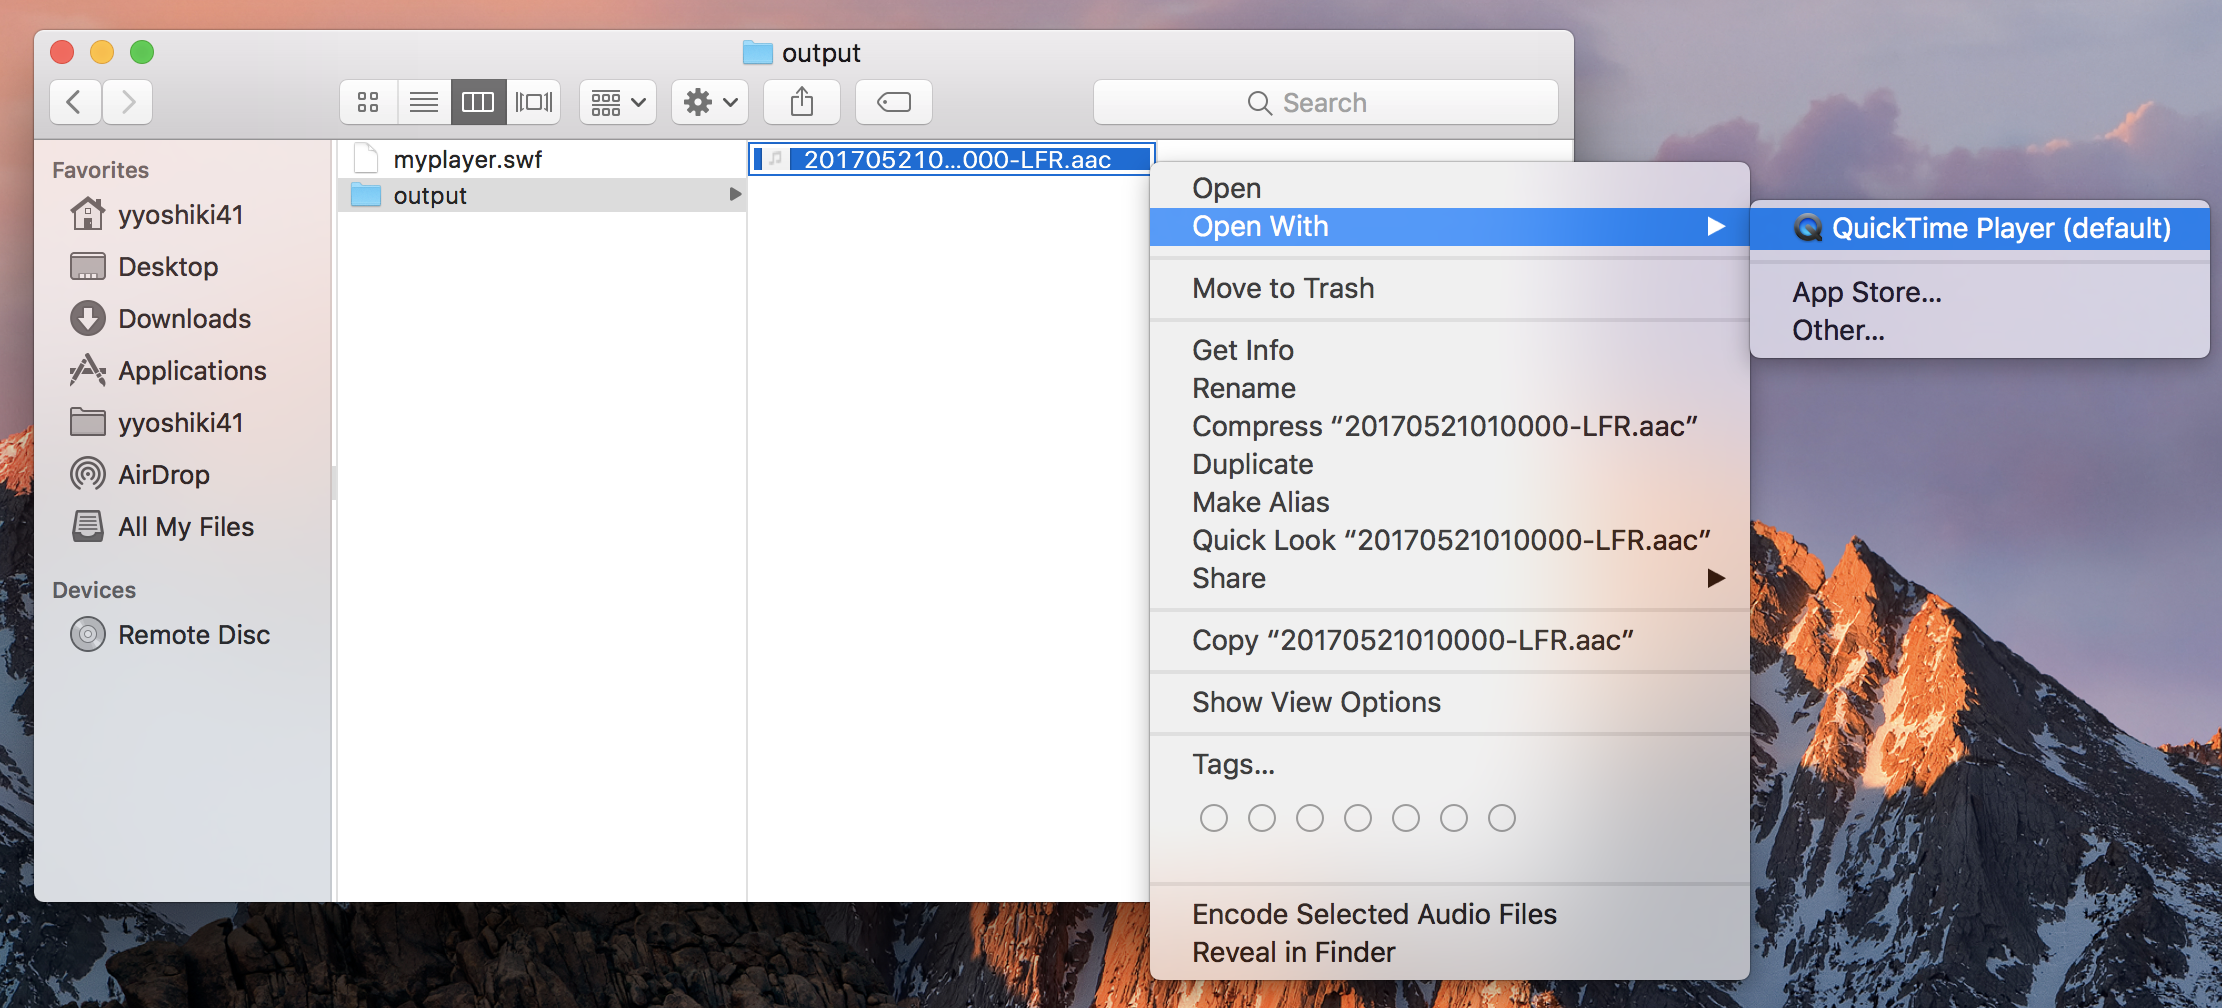 output
Search
Favorites
yyoshiki41
Desktop
Downloads
Applications
yyoshiki41
AirDrop
All My Files
Devices
Remote Disc
myplayer.swf
output
201705210...000-LFR.aac
Open
Open With
Move to Trash
Get Info
Rename
Compress “20170521010000-LFR.aac”
Duplicate
Make Alias
Quick Look “20170521010000-LFR.aac”
Share
Copy “20170521010000-LFR.aac”
Show View Options
Tags...
Encode Selected Audio Files
Reveal in Finder
QuickTime Player (default)
App Store...
Other...